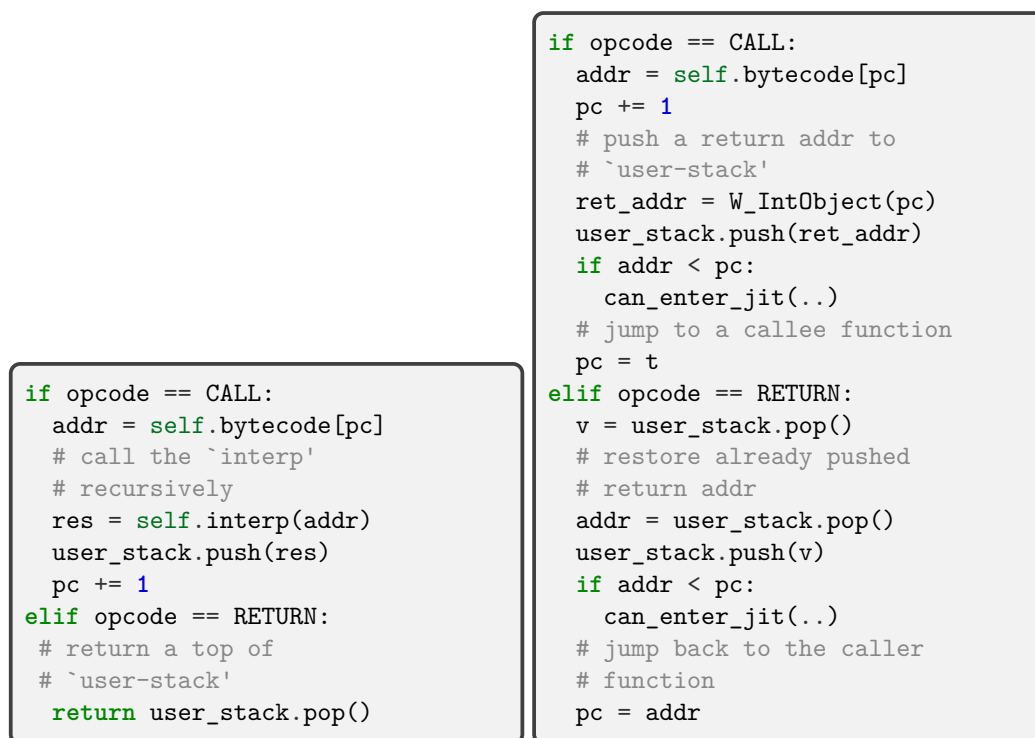 if opcode == CALL:
  addr = self.bytecode[pc]
  # call the `interp'
  # recursively
  res = self.interp(addr)
  user_stack.push(res)
  pc += 1
elif opcode == RETURN:
 # return a top of
 # `user-stack'
  return user_stack.pop()
if opcode == CALL:
  addr = self.bytecode[pc]
  pc += 1
  # push a return addr to
  # `user-stack'
  ret_addr = W_IntObject(pc)
  user_stack.push(ret_addr)
  if addr < pc:
    can_enter_jit(..)
  # jump to a callee function
  pc = t
elif opcode == RETURN:
  v = user_stack.pop()
  # restore already pushed
  # return addr
  addr = user_stack.pop()
  user_stack.push(v)
  if addr < pc:
    can_enter_jit(..)
  # jump back to the caller
  # function
  pc = addr